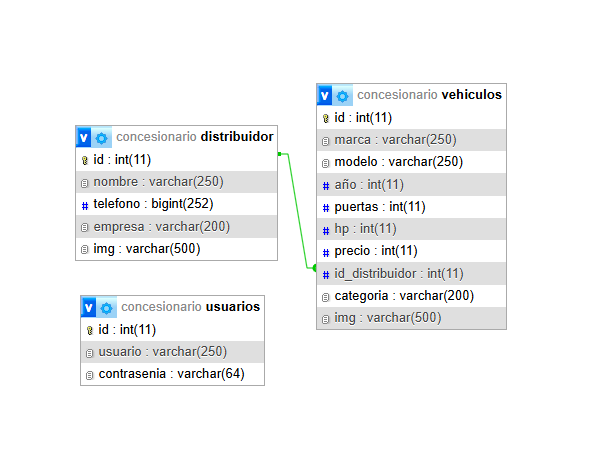 concesionario distribuidor
id : int(11)
nombre : varchar(250)
telefono : bigint(252)
empresa : varchar(200)
img : varchar(500)
concesionario vehiculos
id : int(11)
marca : varchar(250)
modelo : varchar(250)
año : int(11)
puertas : int(11)
hp : int(11)
precio : int(11)
id_distribuidor : int(11)
categoria : varchar(200)
img : varchar(500)
concesionario usuarios
id : int(11)
usuario : varchar(250)
contrasenia : varchar(64)